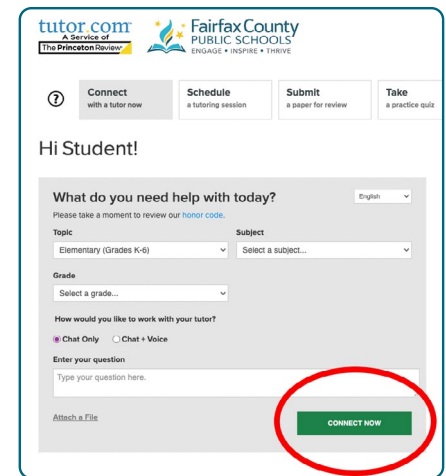 tutor.com
A Service of
The Princeton Review
Fairfax County
PUBLIC SCHOOLS
ENGAGE • INSPIRE • THRIVE
?
Connect
with a tutor now
Schedule
a tutoring session
Submit
a paper for review
Take
a practice quiz
Hi Student!
What do you need help with today?
English
Please take a moment to review our honor code.
Topic
Subject
Elementary (Grades K-6)
Select a subject...
Grade
Select a grade...
How would you like to work with your tutor?
Chat Only Chat + Voice
Enter your question
Type your question here.
Attach a File
CONNECT NOW